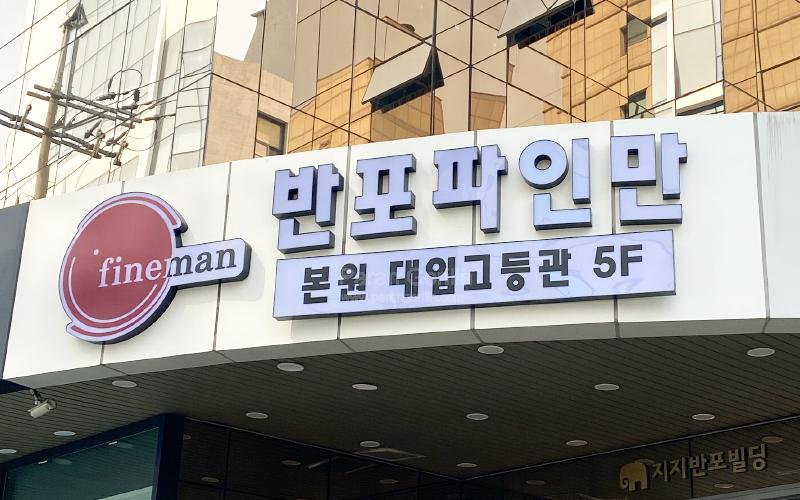 fineman
반포파인만
본원 대입고등관 5F
지지반포빌딩